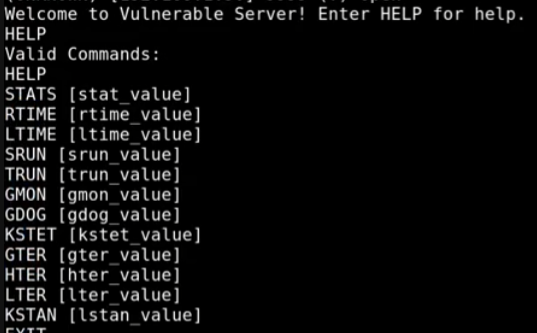 Welcome to Vulnerable Server! Enter HELP for help.
HELP
Valid Commands:
HELP
STATS [stat_value]
RTIME [rtime_value]
LTIME [ltime_value]
SRUN [srun_value]
TRUN [trun_value]
GMON [gmon_value]
GDOG [gdog_value]
KSTET [kstet_value]
GTER [gter_value]
HTER [hter_value]
LTER [lter_value]
KSTAN [lstan_value]
EXIT